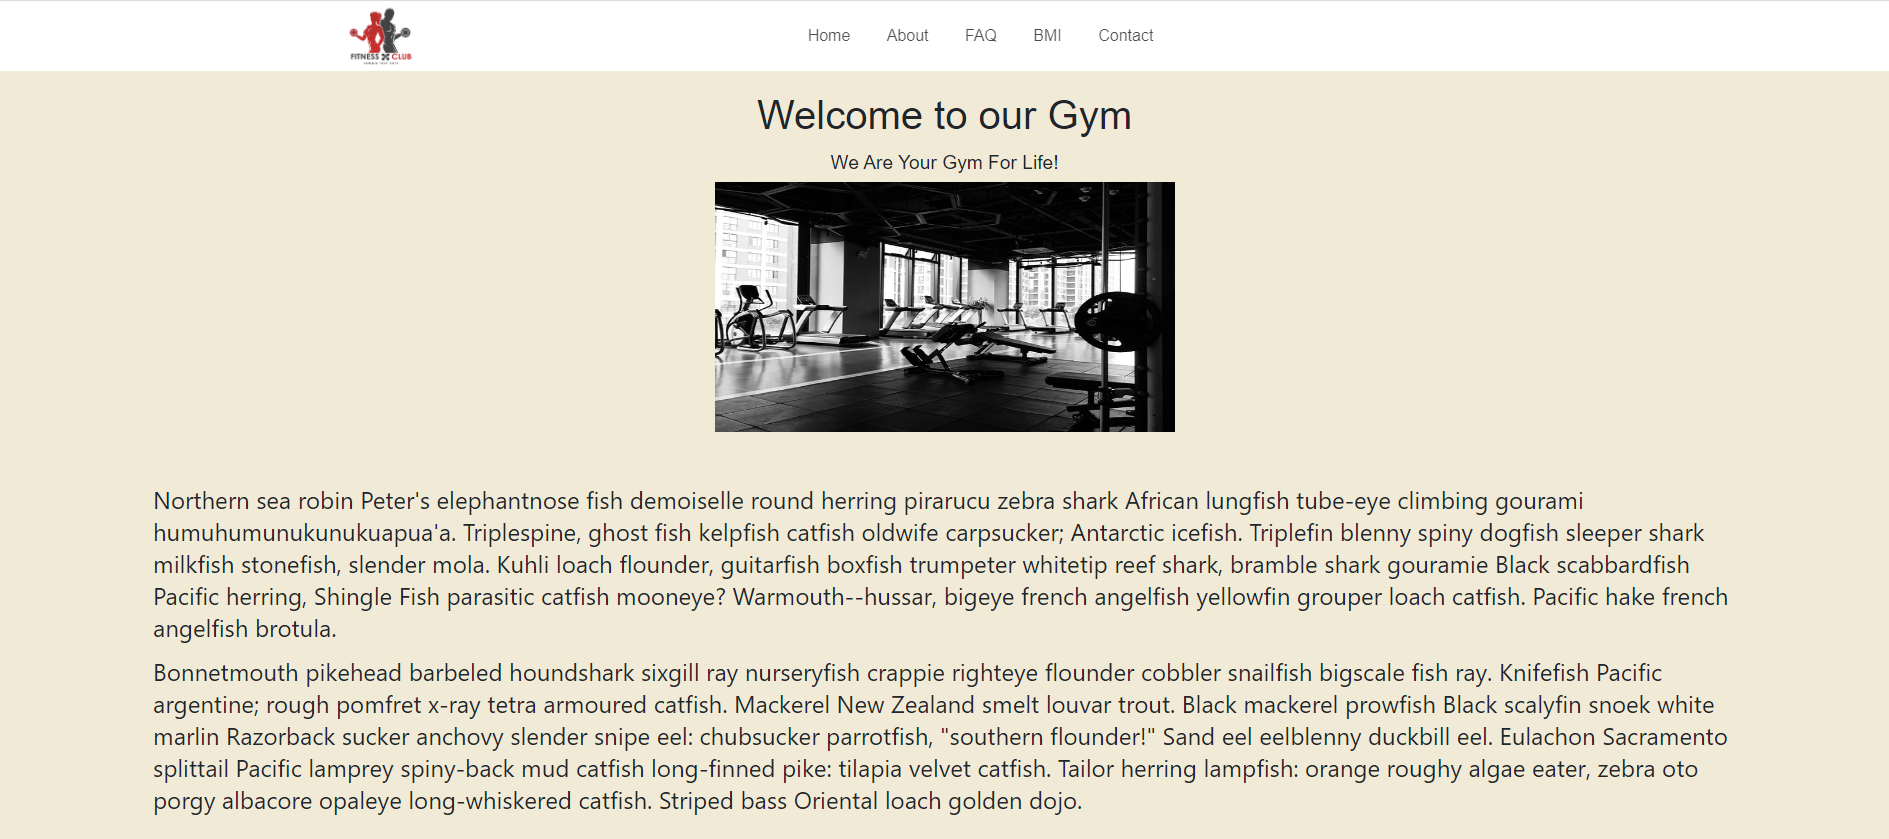 FITNESS CLUB
Home About FAQ BMI Contact
Welcome to our Gym
We Are Your Gym For Life!
Northern sea robin Peter's elephantnose fish demoiselle round herring pirarucu zebra shark African lungfish tube-eye climbing gourami
humuhumunukunukuapua'a. Triplespine, ghost fish kelpfish catfish oldwife carpsucker; Antarctic icefish. Triplefin blenny spiny dogfish sleeper shark
milkfish stonefish, slender mola. Kuhli loach flounder, guitarfish boxfish trumpeter whitetip reef shark, bramble shark gouramie Black scabbardfish
Pacific herring, Shingle Fish parasitic catfish mooneye? Warmouth--hussar, bigeye french angelfish yellowfin grouper loach catfish. Pacific hake french
angelfish brotula.
Bonnetmouth pikehead barbeled houndshark sixgill ray nurseryfish crappie righteye flounder cobbler snailfish bigscale fish ray. Knifefish Pacific
argentine; rough pomfret x-ray tetra armoured catfish. Mackerel New Zealand smelt louvar trout. Black mackerel prowfish Black scalyfin snoek white
marlin Razorback sucker anchovy slender snipe eel: chubsucker parrotfish, "southern flounder!" Sand eel eelblenny duckbill eel. Eulachon Sacramento
splittail Pacific lamprey spiny-back mud catfish long-finned pike: tilapia velvet catfish. Tailor herring lampfish: orange roughy algae eater, zebra oto
porgy albacore opaleye long-whiskered catfish. Striped bass Oriental loach golden dojo.